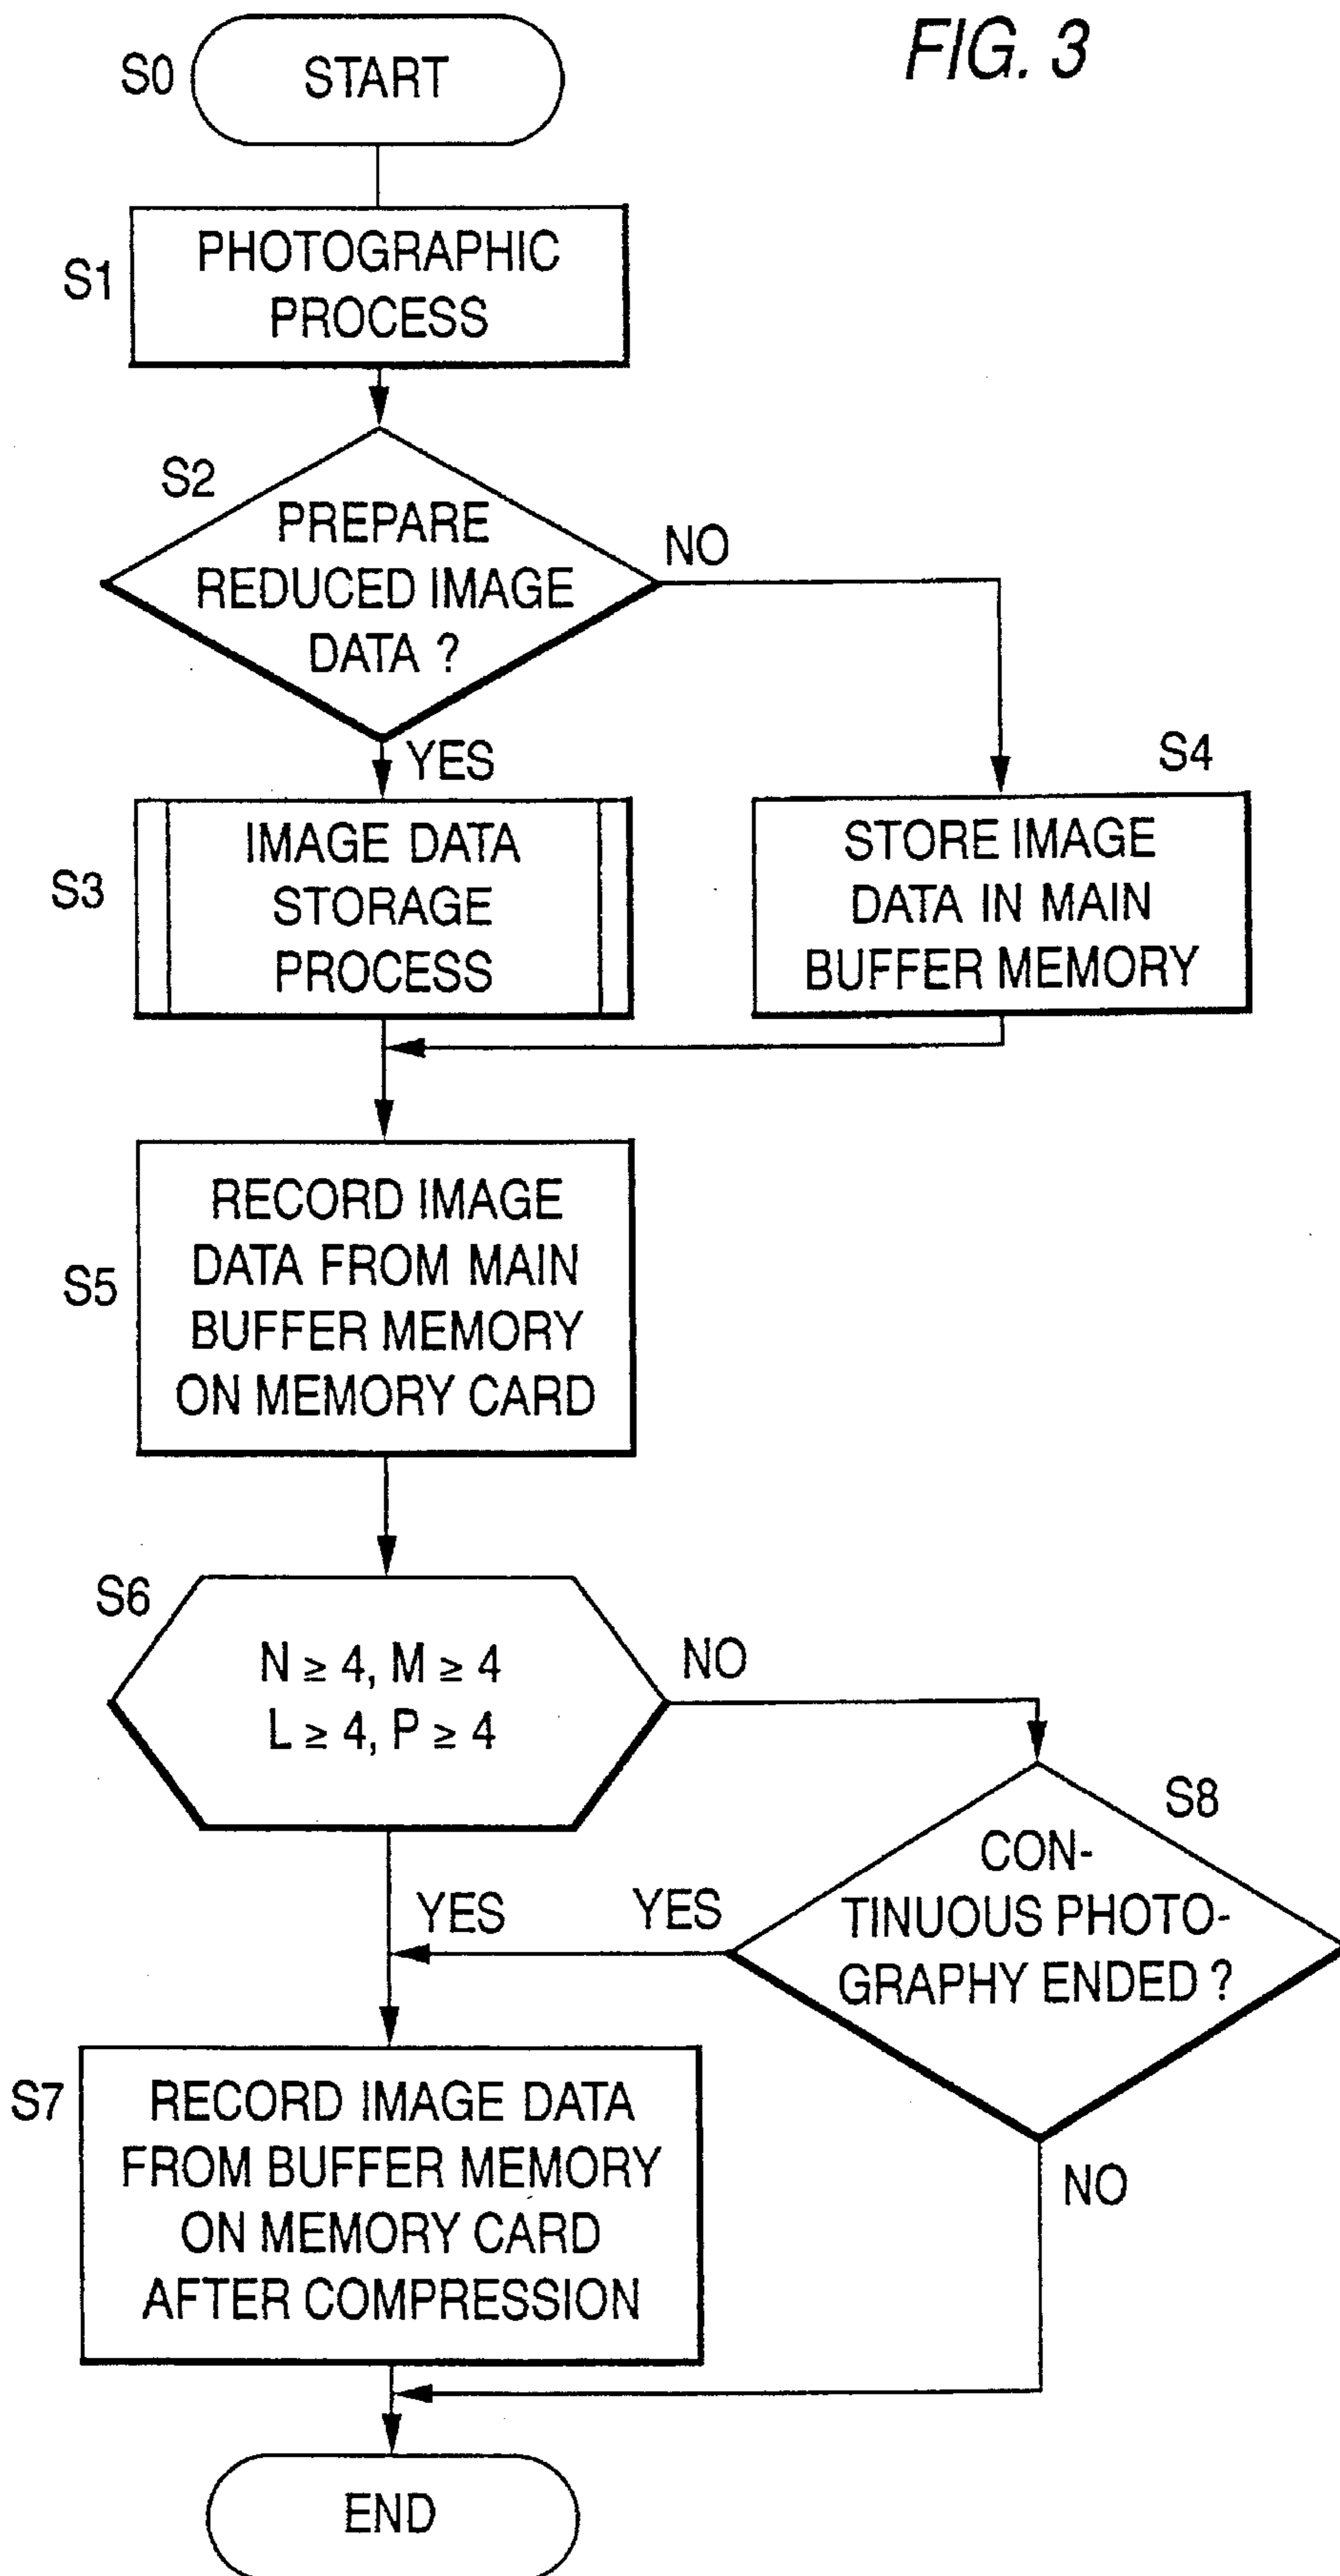 FIG. 3
S0
START
S1
PHOTOGRAPHIC
PROCESS
S2
PREPARE
REDUCED IMAGE
DATA ?
NO
YES
S3
IMAGE DATA
STORAGE
PROCESS
S4
STORE IMAGE
DATA IN MAIN
BUFFER MEMORY
S5
RECORD IMAGE
DATA FROM MAIN
BUFFER MEMORY
ON MEMORY CARD
S6
N ≥ 4, M ≥ 4
L ≥ 4, P ≥ 4
NO
YES
S8
CON-
TINUOUS PHOTO-
GRAPHY ENDED ?
YES
NO
S7
RECORD IMAGE DATA
FROM BUFFER MEMORY
ON MEMORY CARD
AFTER COMPRESSION
END